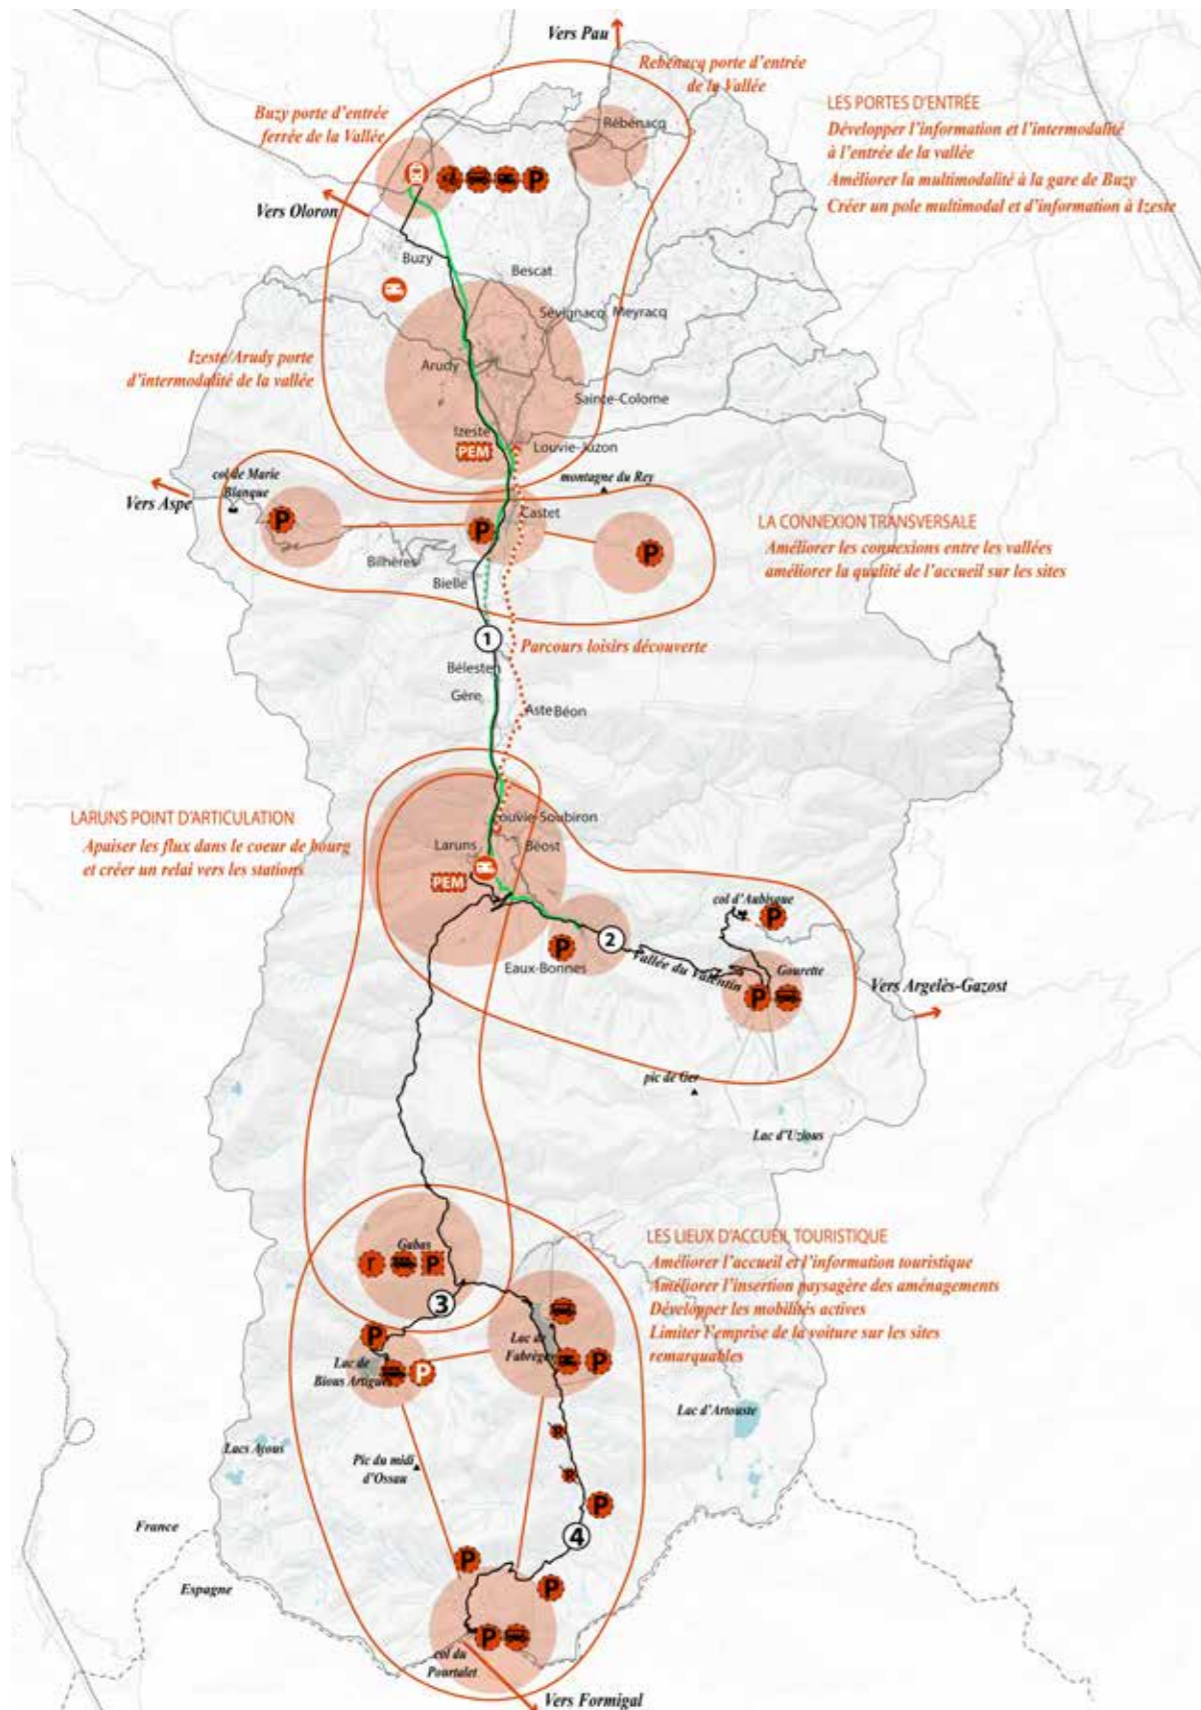 Vers Pau
Rébénacq porte d'entrée
de la Vallée
Buzy porte d'entrée
ferrée de la Vallée
Rébénacq
LES PORTES D'ENTRÉE
Développer l'information et l'intermodalité
à l'entrée de la vallée
Améliorer la multimodalité à la gare de Buzy
Créer un pole multimodal et d'information à Izeste
P
Vers Oloron
Buzy
Bescat
Sévignacq Meyracq
Izeste/Arudy porte
d'intermodalité de la vallée
Arudy
Sainte-Colome
Izeste
PEM
Louvie-Juzon
col de Marie
Blanque
montagne du Rey
Vers Aspe
P
P
Castet
P
LA CONNEXION TRANSVERSALE
Améliorer les connexions entre les vallées
améliorer la qualité de l'accueil sur les sites
Bilhères
Bielle
1
Parcours loisirs découverte
Bélesten
Gère
Aste Béon
LARUNS POINT D'ARTICULATION
Apaiser les flux dans le coeur de bourg
et créer un relai vers les stations
Louvie-Soubiron
Laruns
Béost
PEM
col d'Aubisque
P
2
P
Eaux-Bonnes
Vallée du Valentin
Gourette
P
Vers Argelès-Gazost
pic de Ger
Lac d'Uzious
LES LIEUX D'ACCUEIL TOURISTIQUE
Améliorer l'accueil et l'information touristique
Améliorer l'insertion paysagère des aménagements
Développer les mobilités actives
Limiter l'emprise de la voiture sur les sites
remarquables
Gabas
r
P
3
P
Lac de
Fabrèges
P
Lac de
Bious Artigues
P
Lac d'Artouste
R
Lacs Ayous
Pic du midi
d'Ossau
R
P
France
4
P
Espagne
P
P
col du
Pourtalet
Vers Formigal